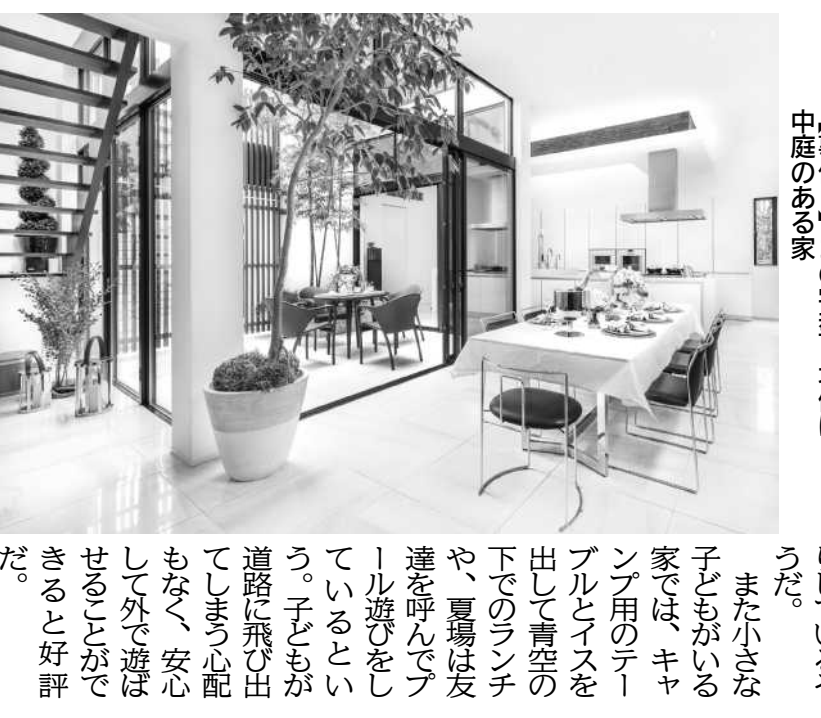 中庭のある家
うだ。
　また小さな
子どもがいる
家では、キャ
ンプ用のテー
ブルとイスを
出して青空の
下でのランチ
や、夏場は友
達を呼んでプ
ール遊びをし
ているとい
う。子どもが
道路に飛び出
てしまう心配
もなく、安心
して外で遊ば
せることがで
きると好評
だ。